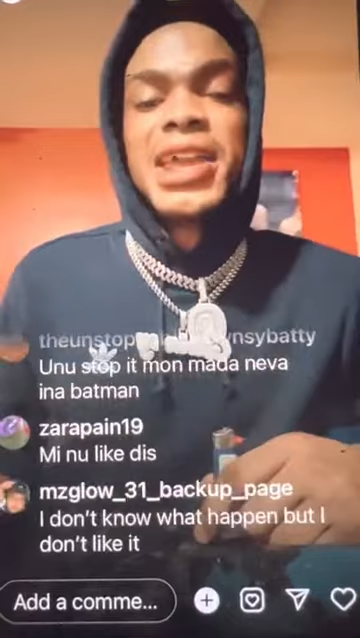 Unu stop it mon mada neva
ina batman
zarapain19
Mi nu like dis
mzglow_31_backup_page
I don't know what happen but I
don't like it
Add a comme...